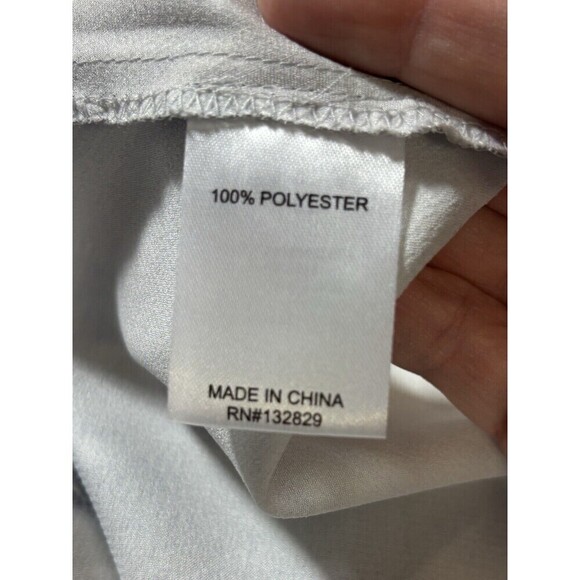 100% POLYESTER
MADE IN CHINA
RN#132829